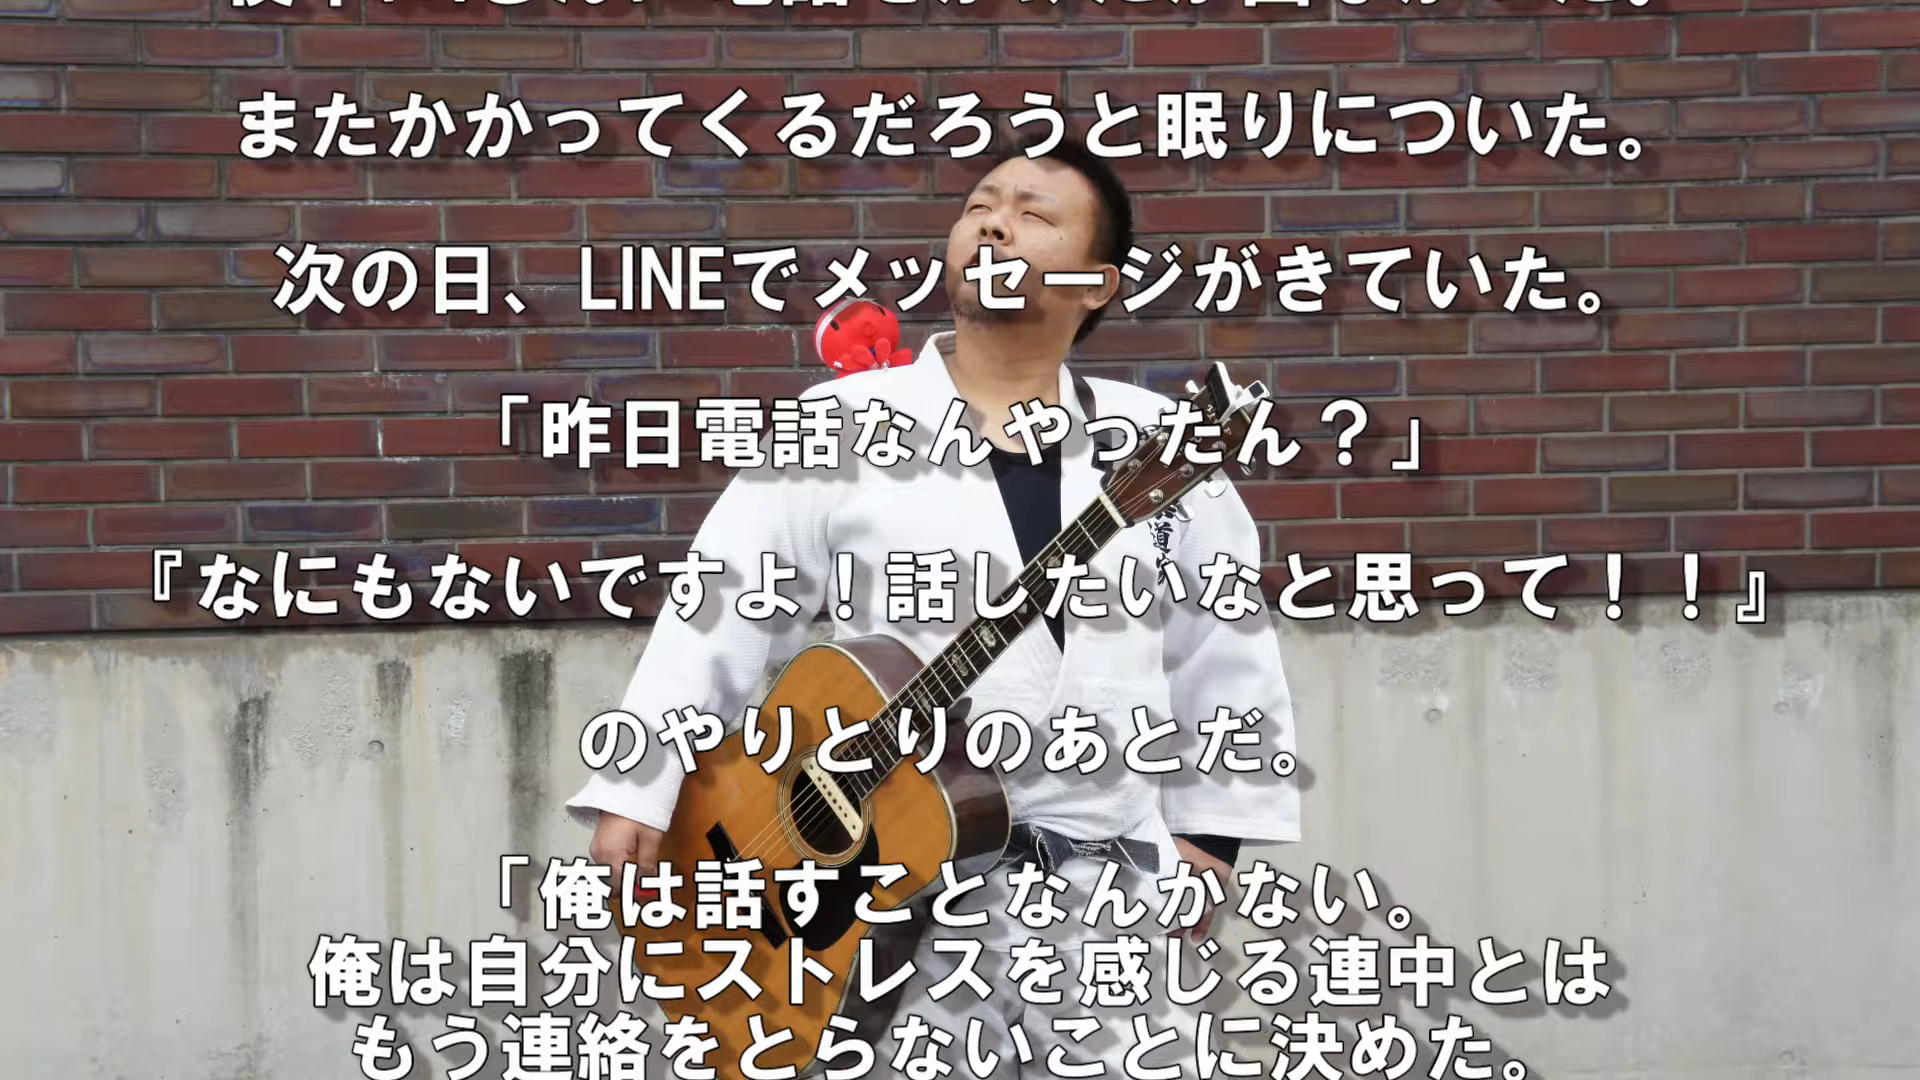 またかかってくるだろうと眠りについた。
次の日、LINEでメッセージがきていた。
「昨日電話なんやったん？」
『なにもないですよ！話したいなと思って！！』
のやりとりのあとだ。
「俺は話すことなんかない。
俺は自分にストレスを感じる連中とは
もう連絡をとらないことに決めた。
道